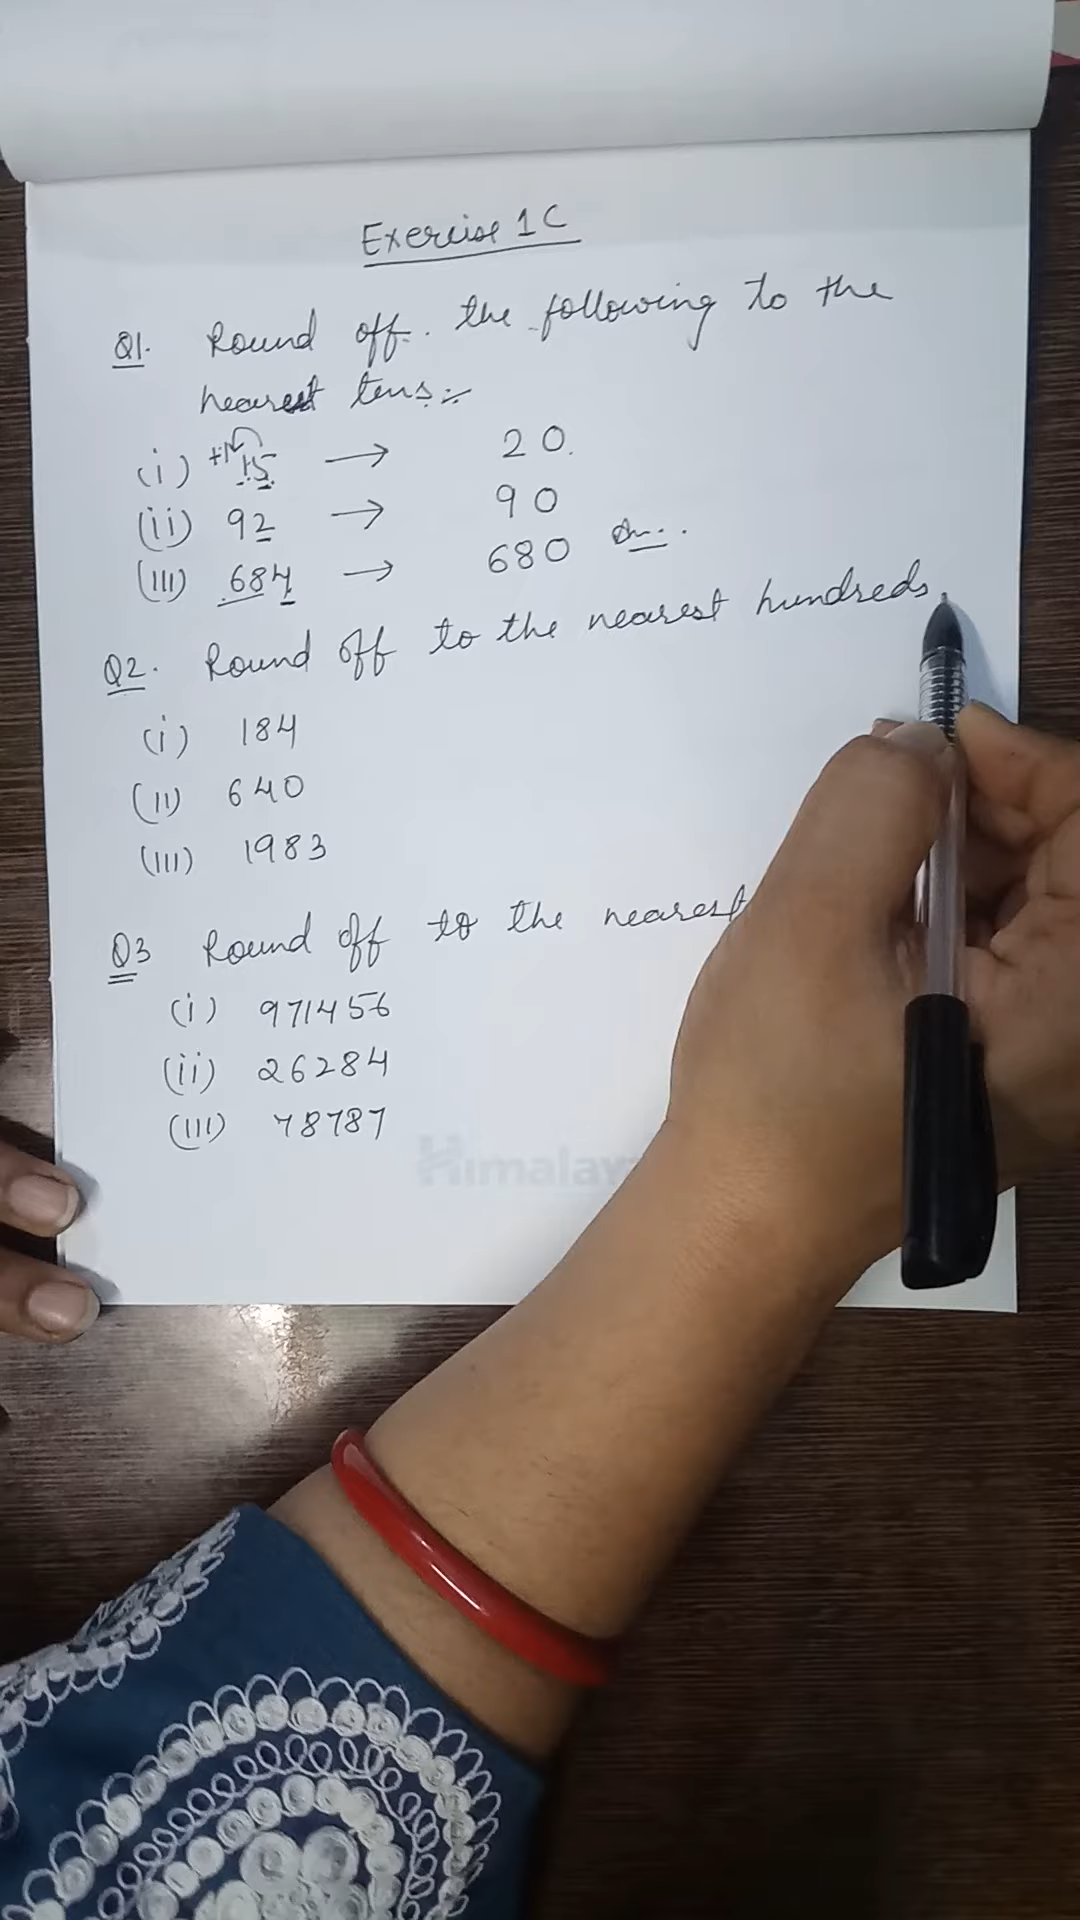 Exercise 1C
Q1. Round off. the following to the
nearest tens:-
(i) +1 15 → 20.
(ii) 92 → 90
(III) 684 → 680
Q2. Round off to the nearest hundreds.
(i) 184
(II) 640
(III) 1983
Q3 Round off to the nearest
(i) 971456
(ii) 26284
(III) 78787